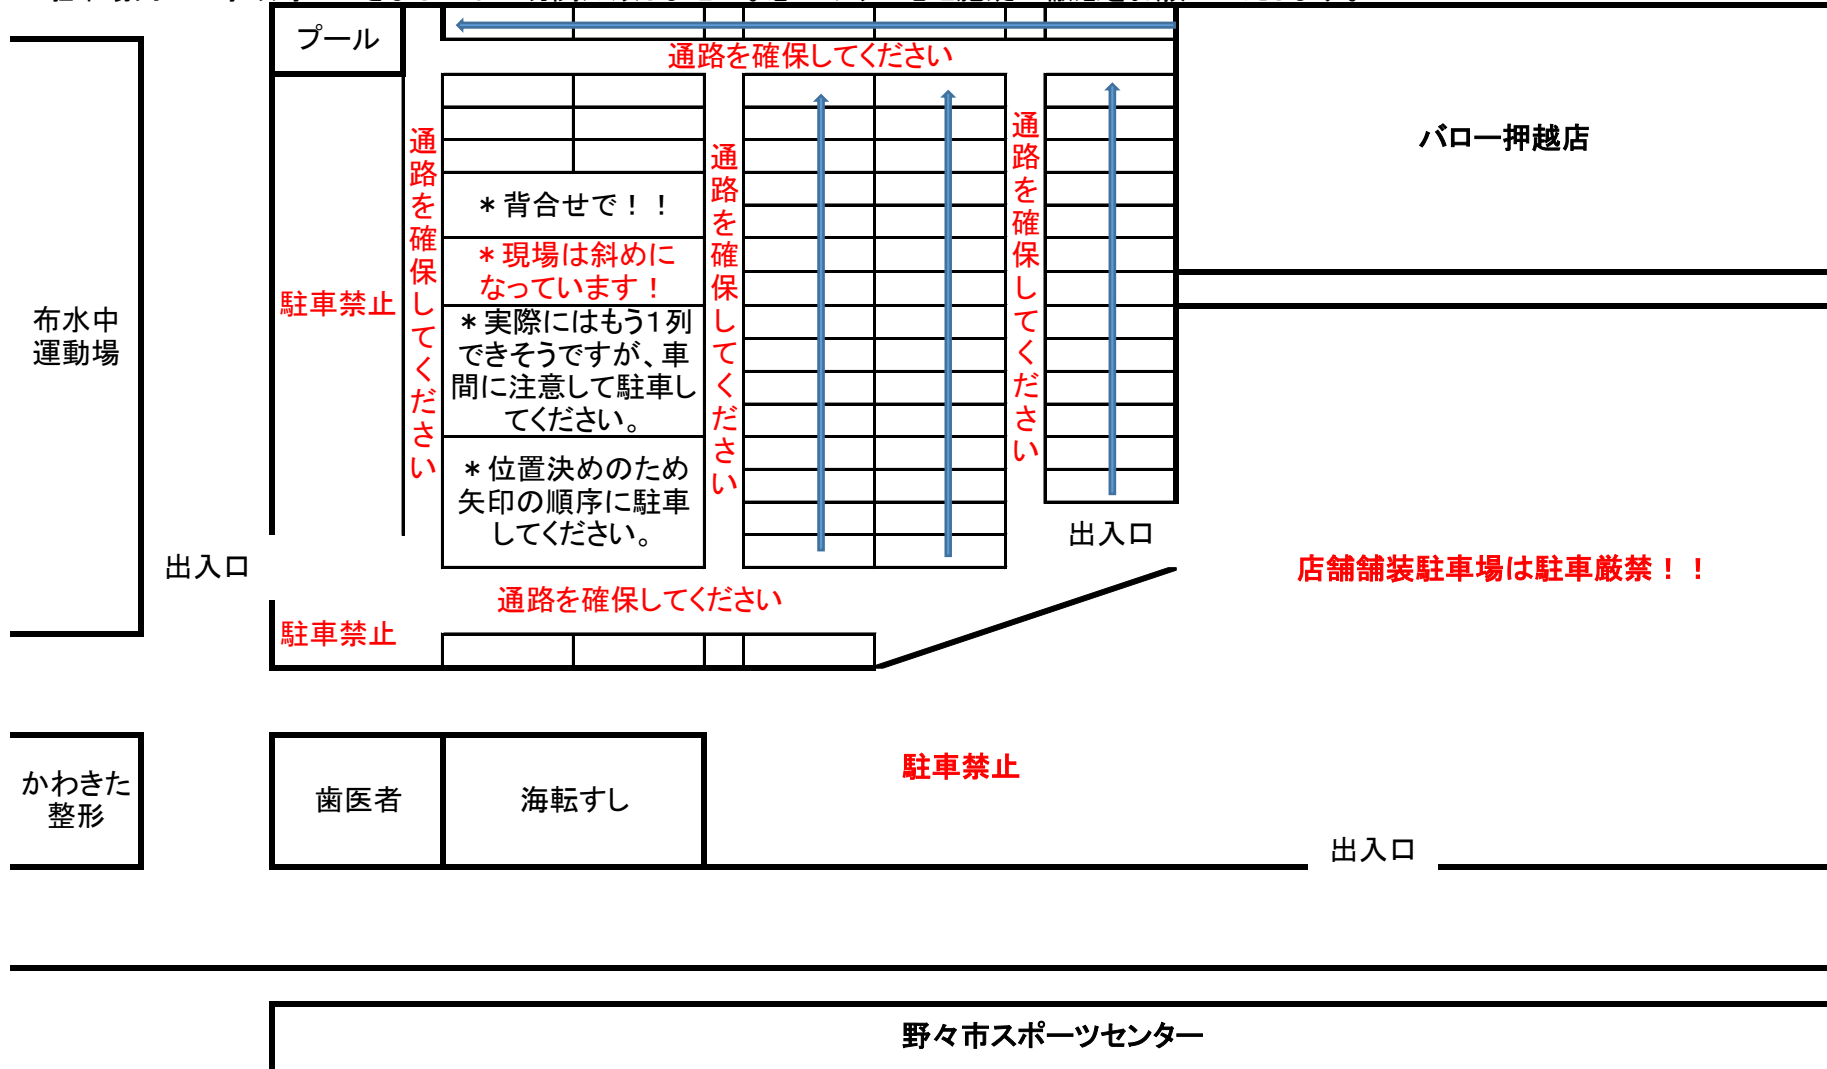 プール
通路を確保してください
バロー押越店
通路を確保してください
通路を確保してください
通路を確保してください
＊背合せで！！
＊現場は斜めに
なっています！
駐車禁止
＊実際にはもう１列
できそうですが、車
間に注意して駐車し
てください。
布水中
運動場
＊位置決めのため
矢印の順序に駐車
してください。
出入口
出入口
店舗舗装駐車場は駐車厳禁！！
通路を確保してください
駐車禁止
駐車禁止
かわきた
整形
歯医者
海転すし
出入口
野々市スポーツセンター